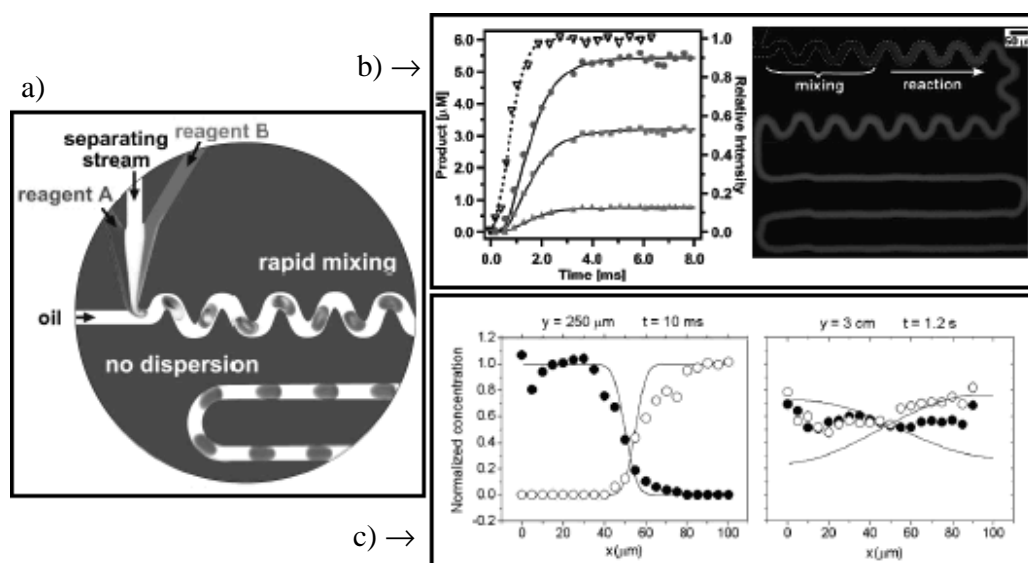 a)
reagent B
separating
stream
reagent A
rapid mixing
oil
no dispersion
b) →
Product [μM]
6.0
5.0
4.0
3.0
2.0
1.0
0.0
0.0 2.0 4.0 6.0 8.0
Time [ms]
1.0
0.8
0.6
0.4
0.2
0.0
Relative Intensity
mixing
reaction
c) →
y = 250 μm t = 10 ms
y = 3 cm t = 1.2 s
Normalized concentration
1.2
1.0
0.8
0.6
0.4
0.2
0.0
-0.2
0 20 40 60 80 100
x(μm)
0 20 40 60 80 100
x(μm)